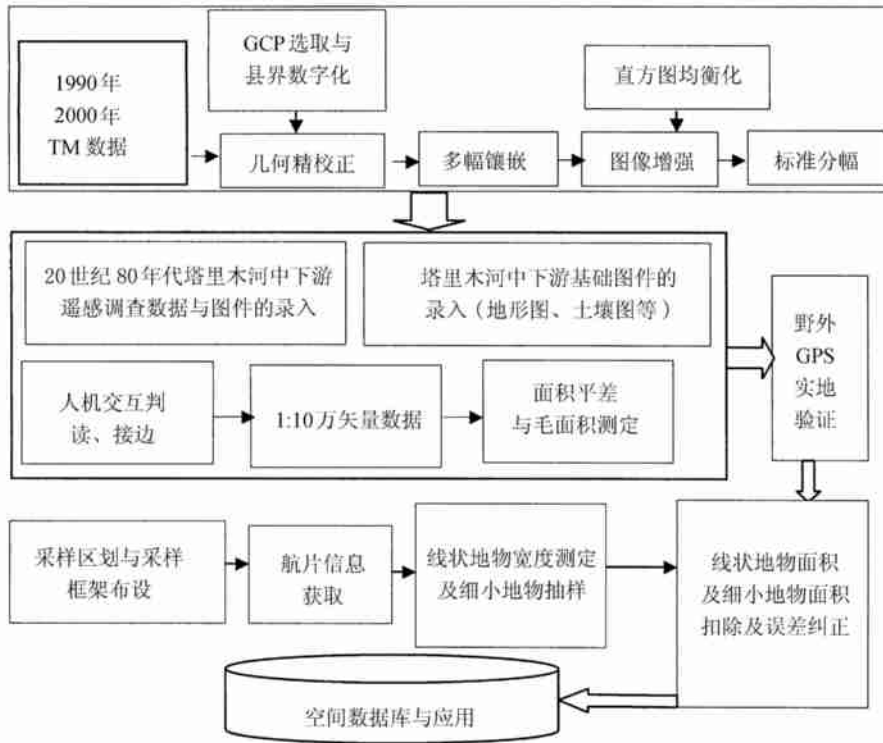 1990年
2000年
TM 数据
GCP 选取与
县界数字化
直方图均衡化
几何精校正
多幅镶嵌
图像增强
标准分幅
20世纪80年代塔里木河中下游
遥感调查数据与图件的录入
塔里木河中下游基础图件的
录入(地形图、土壤图等)
人机交互判
读、接边
1:10万矢量数据
面积平差
与毛面积测定
野外
GPS
实地
验证
采样区划与采样
框架布设
航片信息
获取
线状地物宽度测定
及细小地物抽样
线状地物面积
及细小地物面积
扣除及误差纠正
空间数据库与应用